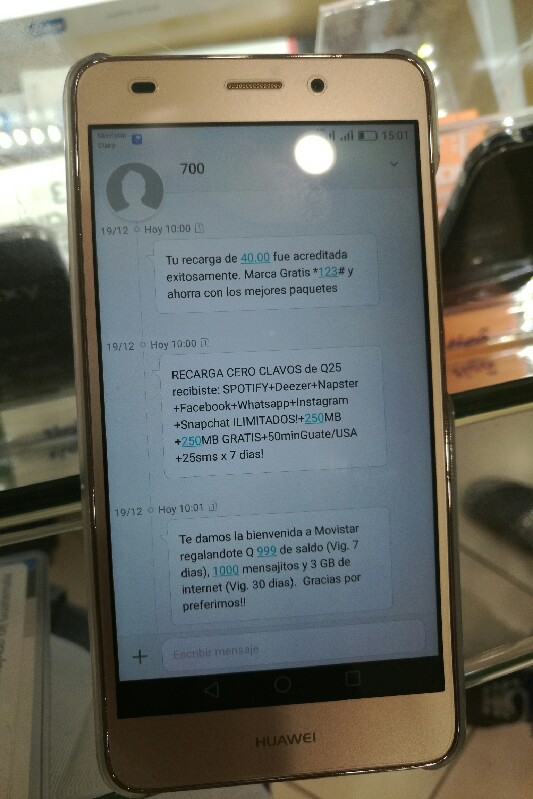 Movistar
Claro
15:01
700
19/12 Hoy 10:00 1
Tu recarga de 40.00 fue acreditada
exitosamente. Marca Gratis *123# y
ahorra con los mejores paquetes
19/12 Hoy 10:00 1
RECARGA CERO CLAVOS de Q25
recibiste: SPOTIFY+Deezer+Napster
+Facebook+Whatsapp+Instagram
+Snapchat ILIMITADOS!+250MB
+250MB GRATIS+50minGuate/USA
+25sms x 7 dias!
19/12 Hoy 10:01 1
Te damos la bienvenida a Movistar
regalandote Q 999 de saldo (Vig. 7
dias), 1000 mensajitos y 3 GB de
internet (Vig. 30 dias). Gracias por
preferirnos!!
Escribir mensaje
HUAWEI